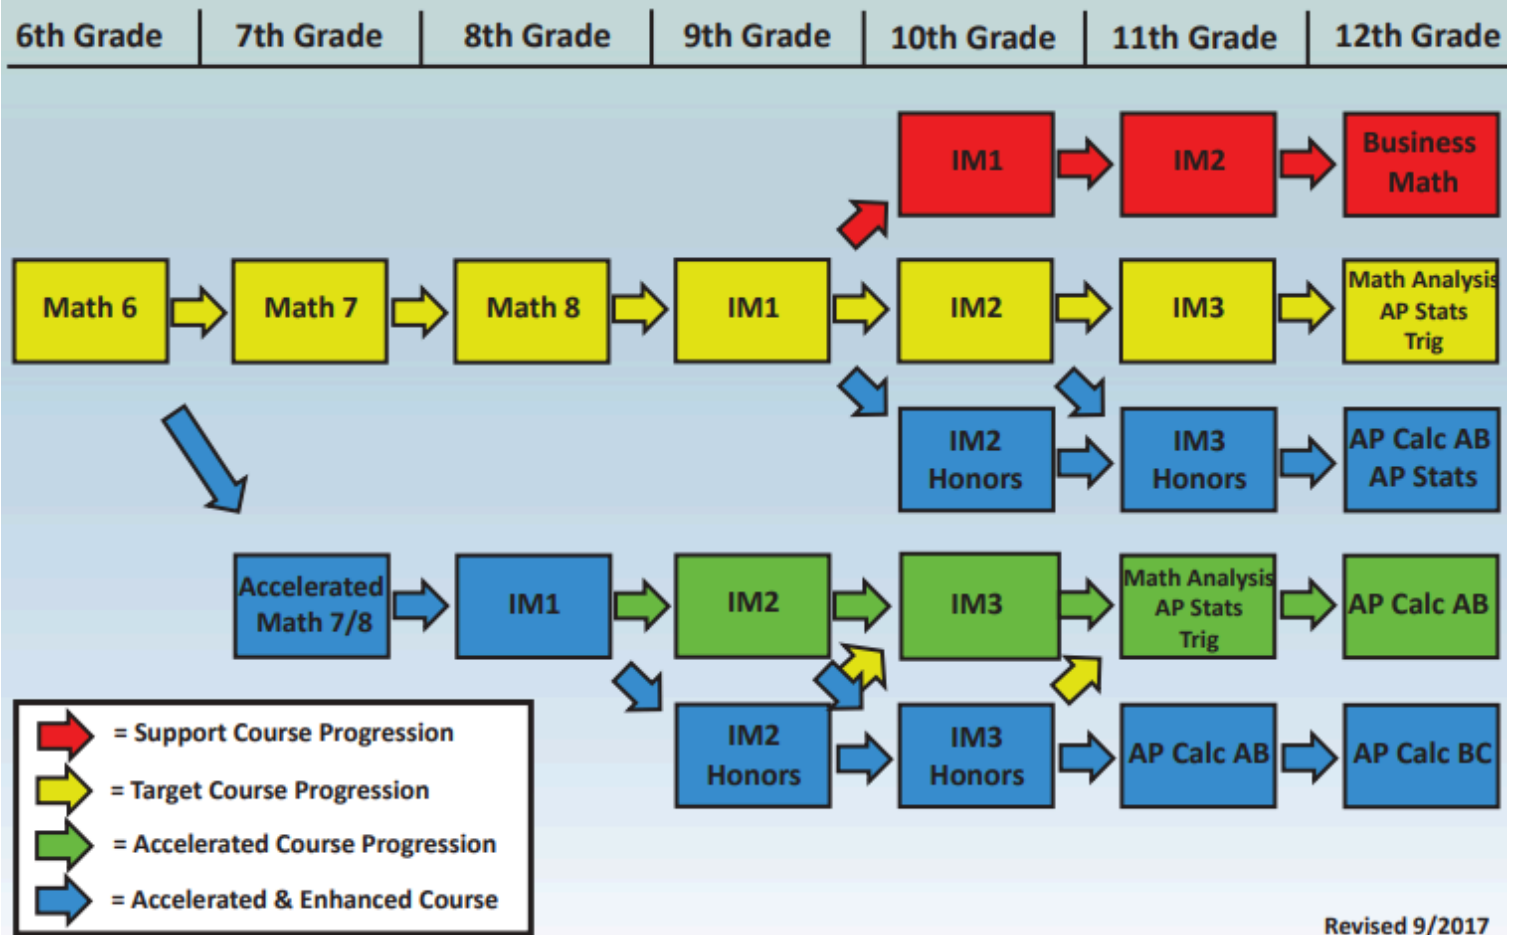 6th Grade
7th Grade
8th Grade
9th Grade
10th Grade
11th Grade
12th Grade
IM1
IM2
Business
Math
Math 6
Math 7
Math 8
IM1
IM2
IM3
Math Analysis
AP Stats
Trig
IM2
Honors
IM3
Honors
AP Calc AB
AP Stats
Accelerated
Math 7/8
IM1
IM2
IM3
Math Analysis
AP Stats
Trig
AP Calc AB
IM2
Honors
IM3
Honors
AP Calc AB
AP Calc BC
= Support Course Progression
= Target Course Progression
= Accelerated Course Progression
= Accelerated & Enhanced Course
Revised 9/2017